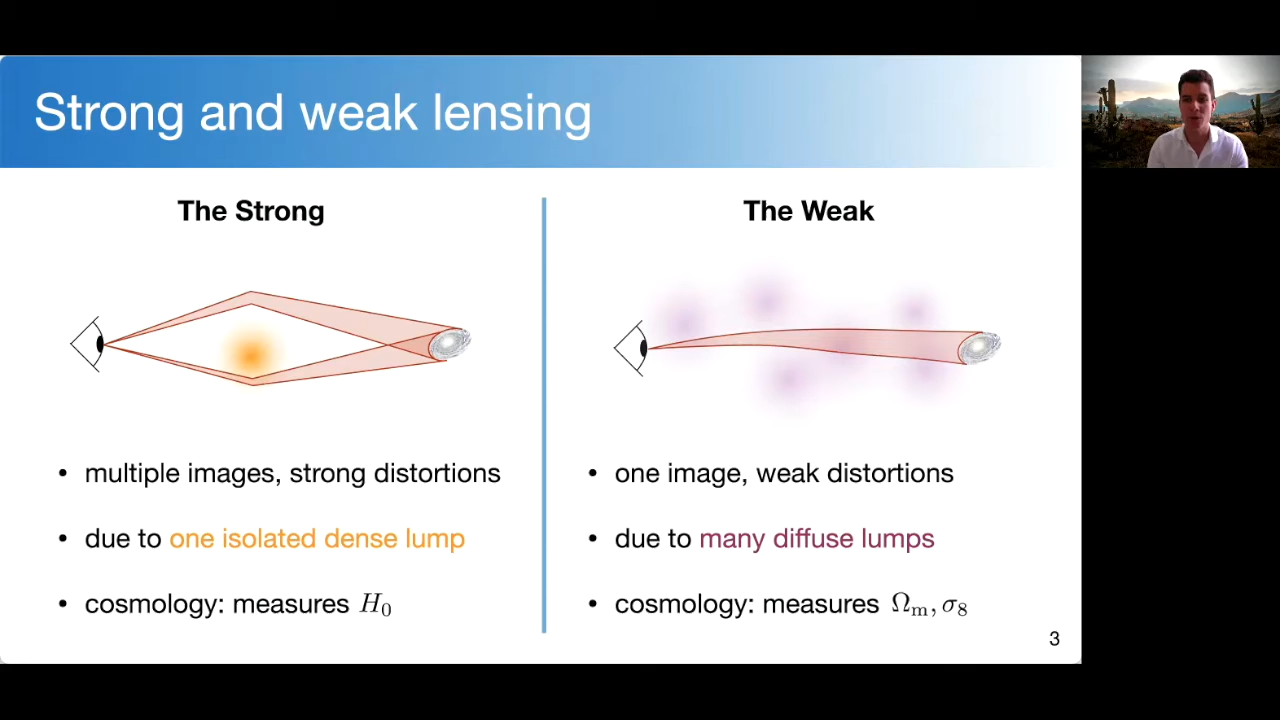 Strong and weak lensing
The Strong
• multiple images, strong distortions
• due to one isolated dense lump
• cosmology: measures H₀
The Weak
• one image, weak distortions
• due to many diffuse lumps
• cosmology: measures Ωₘ, σ₈
3